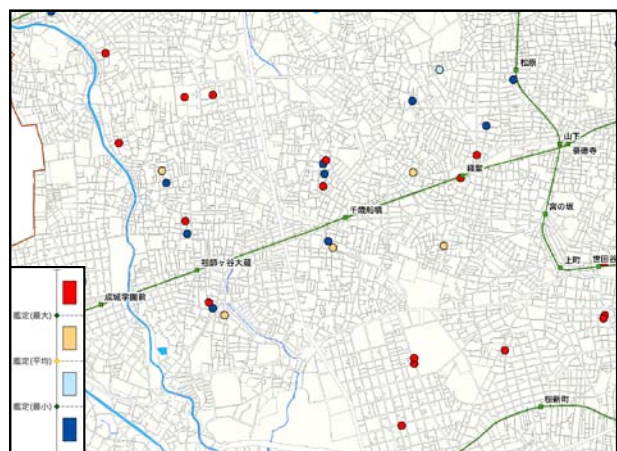 松原
山下
豪徳寺
経堂
宮の坂
千歳船橋
上町
世田谷
祖師ヶ谷大蔵
成城学園前
桜新町
鑑定(最大)
鑑定(平均)
鑑定(最小)